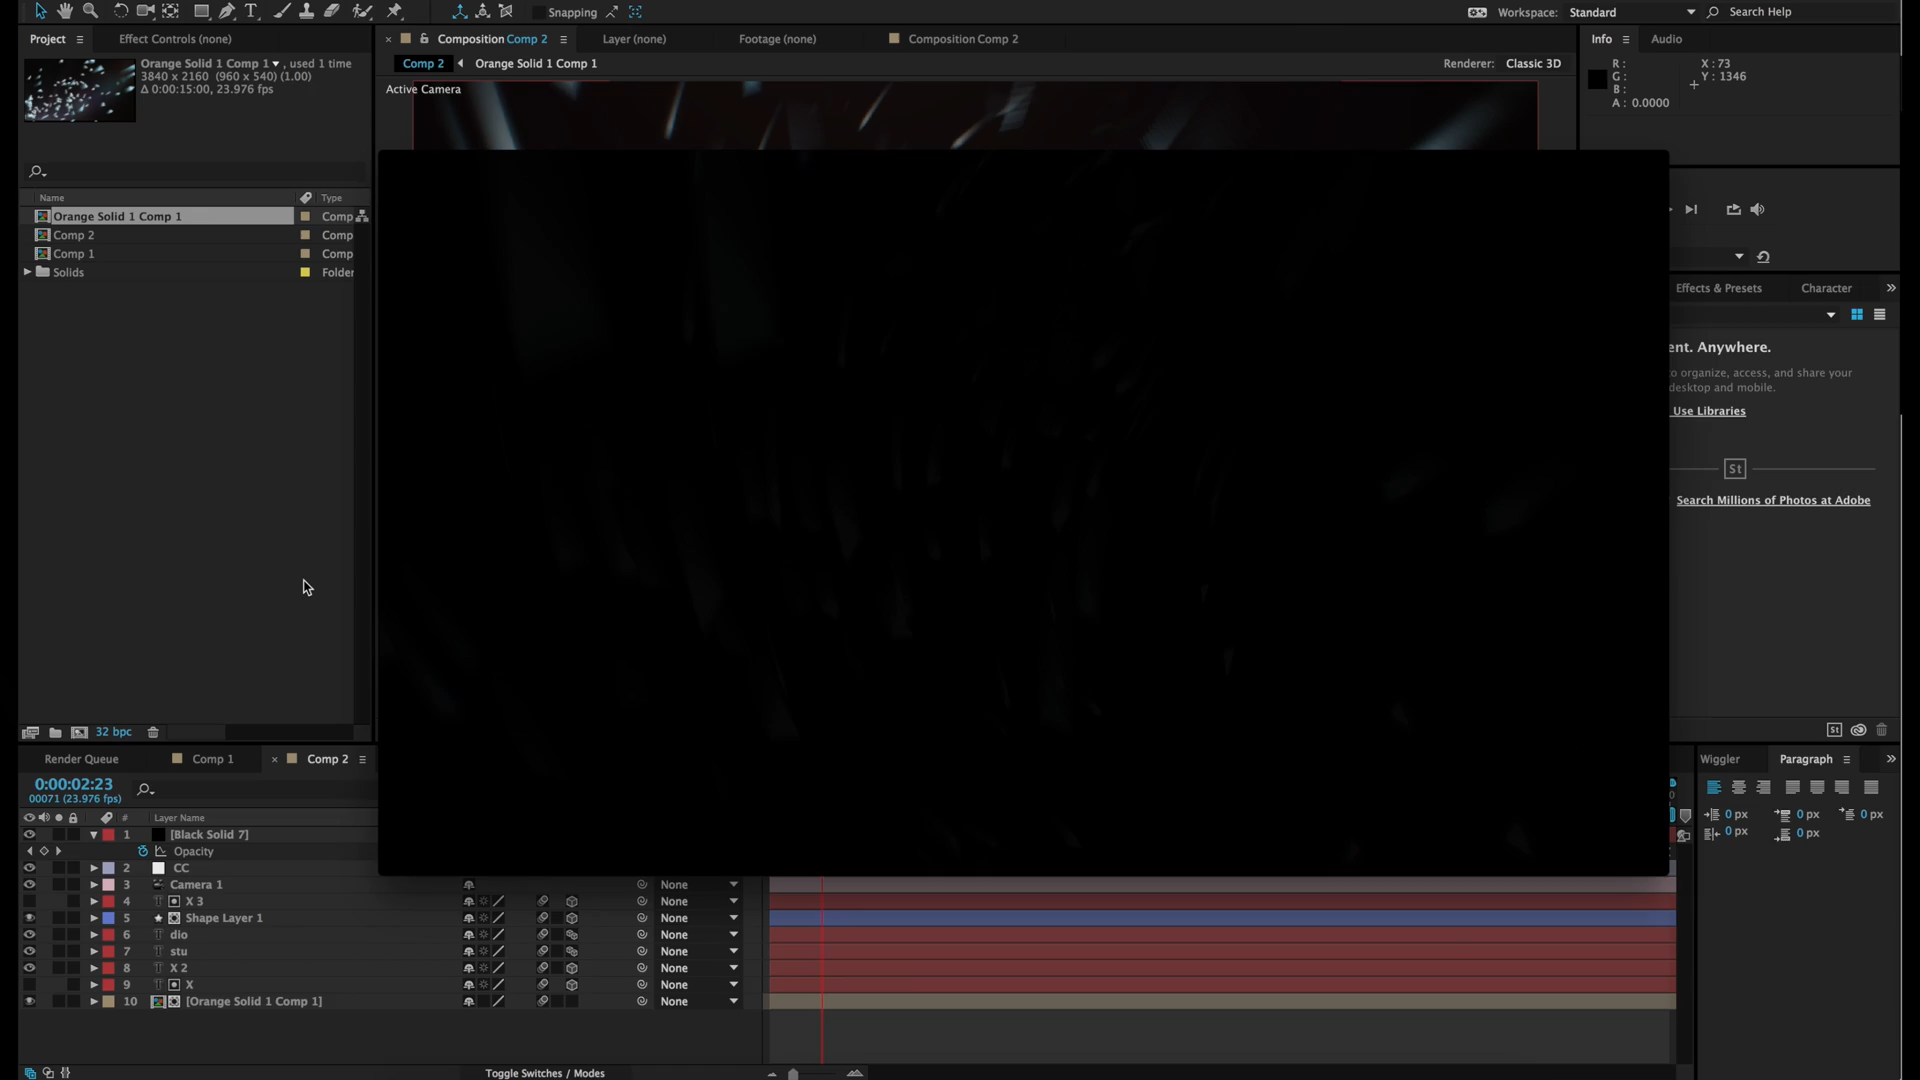 Snapping
Workspace: Standard
Search Help
Project
Effect Controls (none)
Composition Comp 2
Layer (none)
Footage (none)
Composition Comp 2
Info
Audio
Orange Solid 1 Comp 1 , used 1 time
3840 x 2160 (960 x 540) (1.00)
Δ 0:00:15:00, 23.976 fps
Comp 2
Orange Solid 1 Comp 1
Renderer: Classic 3D
Active Camera
R :
G :
B :
A : 0.0000
X : 73
Y : 1346
Name
Type
Orange Solid 1 Comp 1
Comp
Comp 2
Comp
Comp 1
Comp
Solids
Folder
Effects & Presets
Character
ent. Anywhere.
to organize, access, and share your
desktop and mobile.
Use Libraries
St
Search Millions of Photos at Adobe
32 bpc
St
Render Queue
Comp 1
Comp 2
Wiggler
Paragraph
0:00:02:23
00071 (23.976 fps)
# Layer Name
1 [Black Solid 7]
Opacity
2 CC
3 Camera 1 None
4 X 3 None
5 Shape Layer 1 None
6 dio None
7 stu None
8 X 2 None
9 X None
10 [Orange Solid 1 Comp 1] None
0 px 0 px 0 px
0 px 0 px
Toggle Switches / Modes